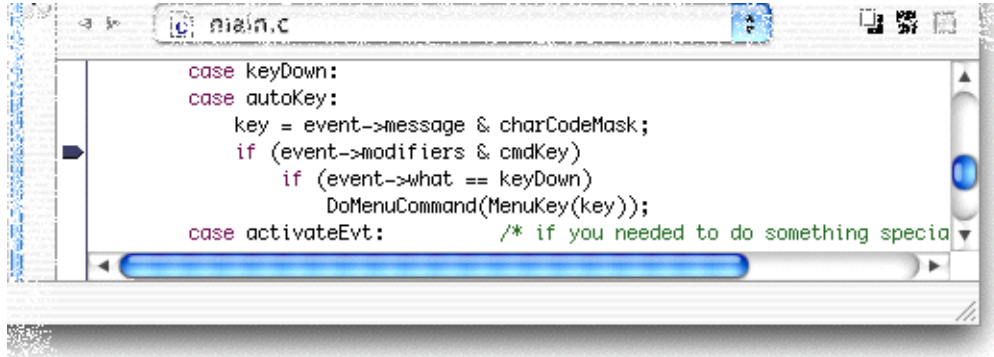 main.c
case keyDown:
case autoKey:
key = event->message & charCodeMask;
if (event->modifiers & cmdKey)
if (event->what == keyDown)
DoMenuCommand(MenuKey(key));
case activateEvt: /* if you needed to do something specia